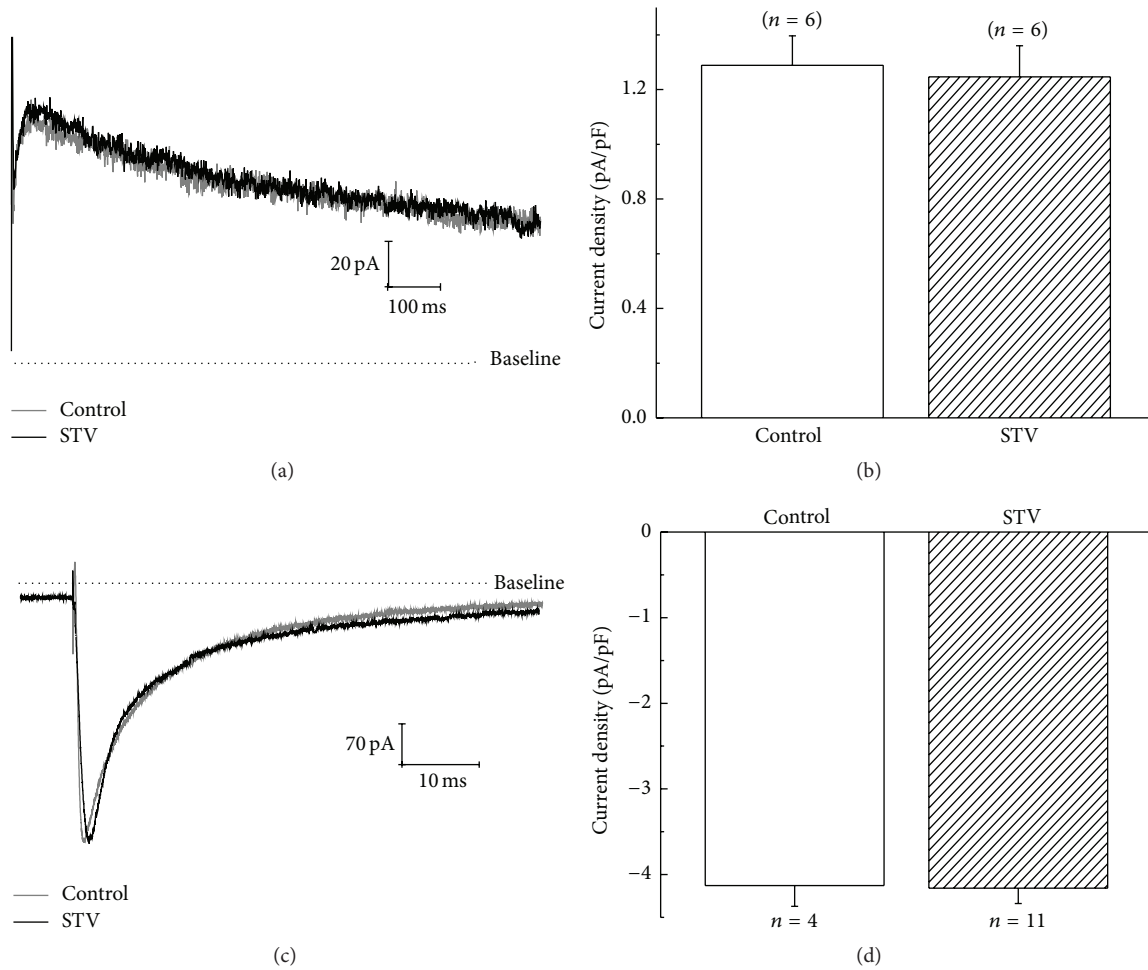 20 pA
100 ms
Baseline
Control
STV
(a)
(n = 6)
(n = 6)
Current density (pA/pF)
1.2
0.8
0.4
0.0
Control
STV
(b)
Baseline
70 pA
10 ms
Control
STV
(c)
Control
STV
Current density (pA/pF)
0
−1
−2
−3
−4
n = 4
n = 11
(d)